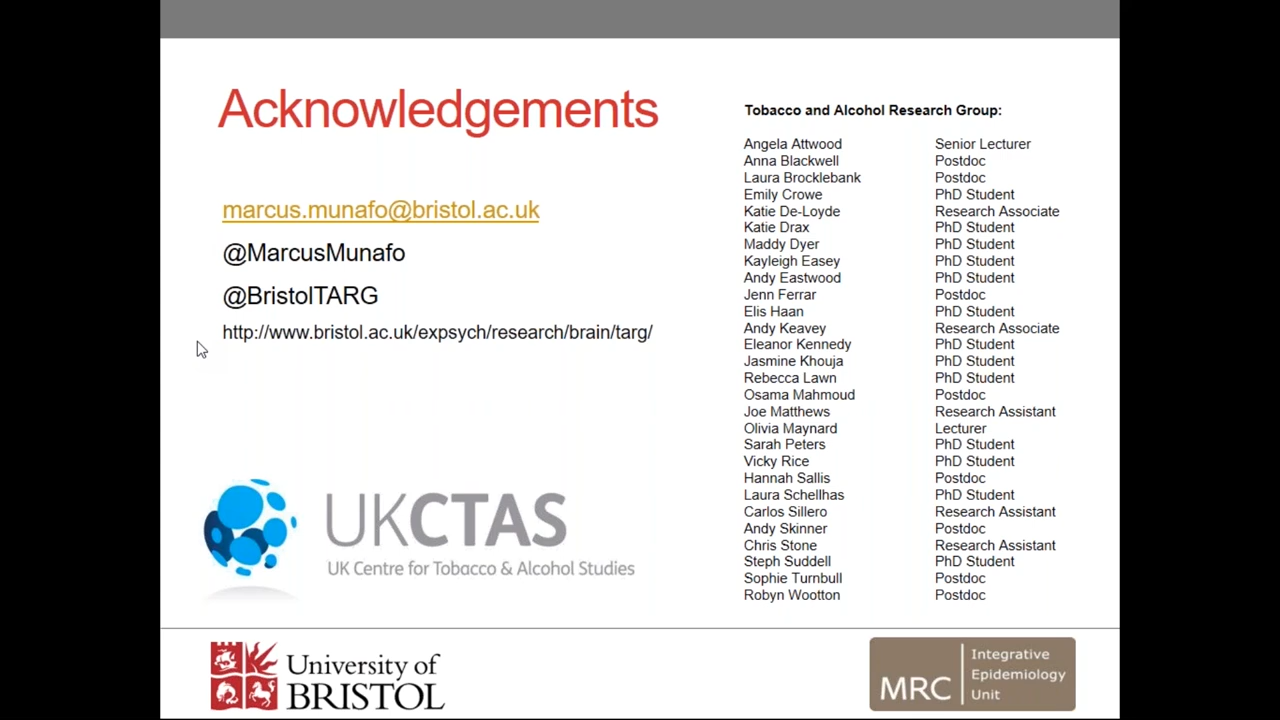 Acknowledgements
marcus.munafo@bristol.ac.uk
@MarcusMunafo
@BristolTARG
http://www.bristol.ac.uk/expsych/research/brain/targ/
Tobacco and Alcohol Research Group:
Angela Attwood Senior Lecturer
Anna Blackwell Postdoc
Laura Brocklebank Postdoc
Emily Crowe PhD Student
Katie De-Loyde Research Associate
Katie Drax PhD Student
Maddy Dyer PhD Student
Kayleigh Easey PhD Student
Andy Eastwood PhD Student
Jenn Ferrar Postdoc
Elis Haan PhD Student
Andy Keavey Research Associate
Eleanor Kennedy PhD Student
Jasmine Khouja PhD Student
Rebecca Lawn PhD Student
Osama Mahmoud Postdoc
Joe Matthews Research Assistant
Olivia Maynard Lecturer
Sarah Peters PhD Student
Vicky Rice PhD Student
Hannah Sallis Postdoc
Laura Schellhas PhD Student
Carlos Sillero Research Assistant
Andy Skinner Postdoc
Chris Stone Research Assistant
Steph Suddell PhD Student
Sophie Turnbull Postdoc
Robyn Wootton Postdoc
UKCTAS
UK Centre for Tobacco & Alcohol Studies
University of
BRISTOL
MRC
Integrative
Epidemiology
Unit